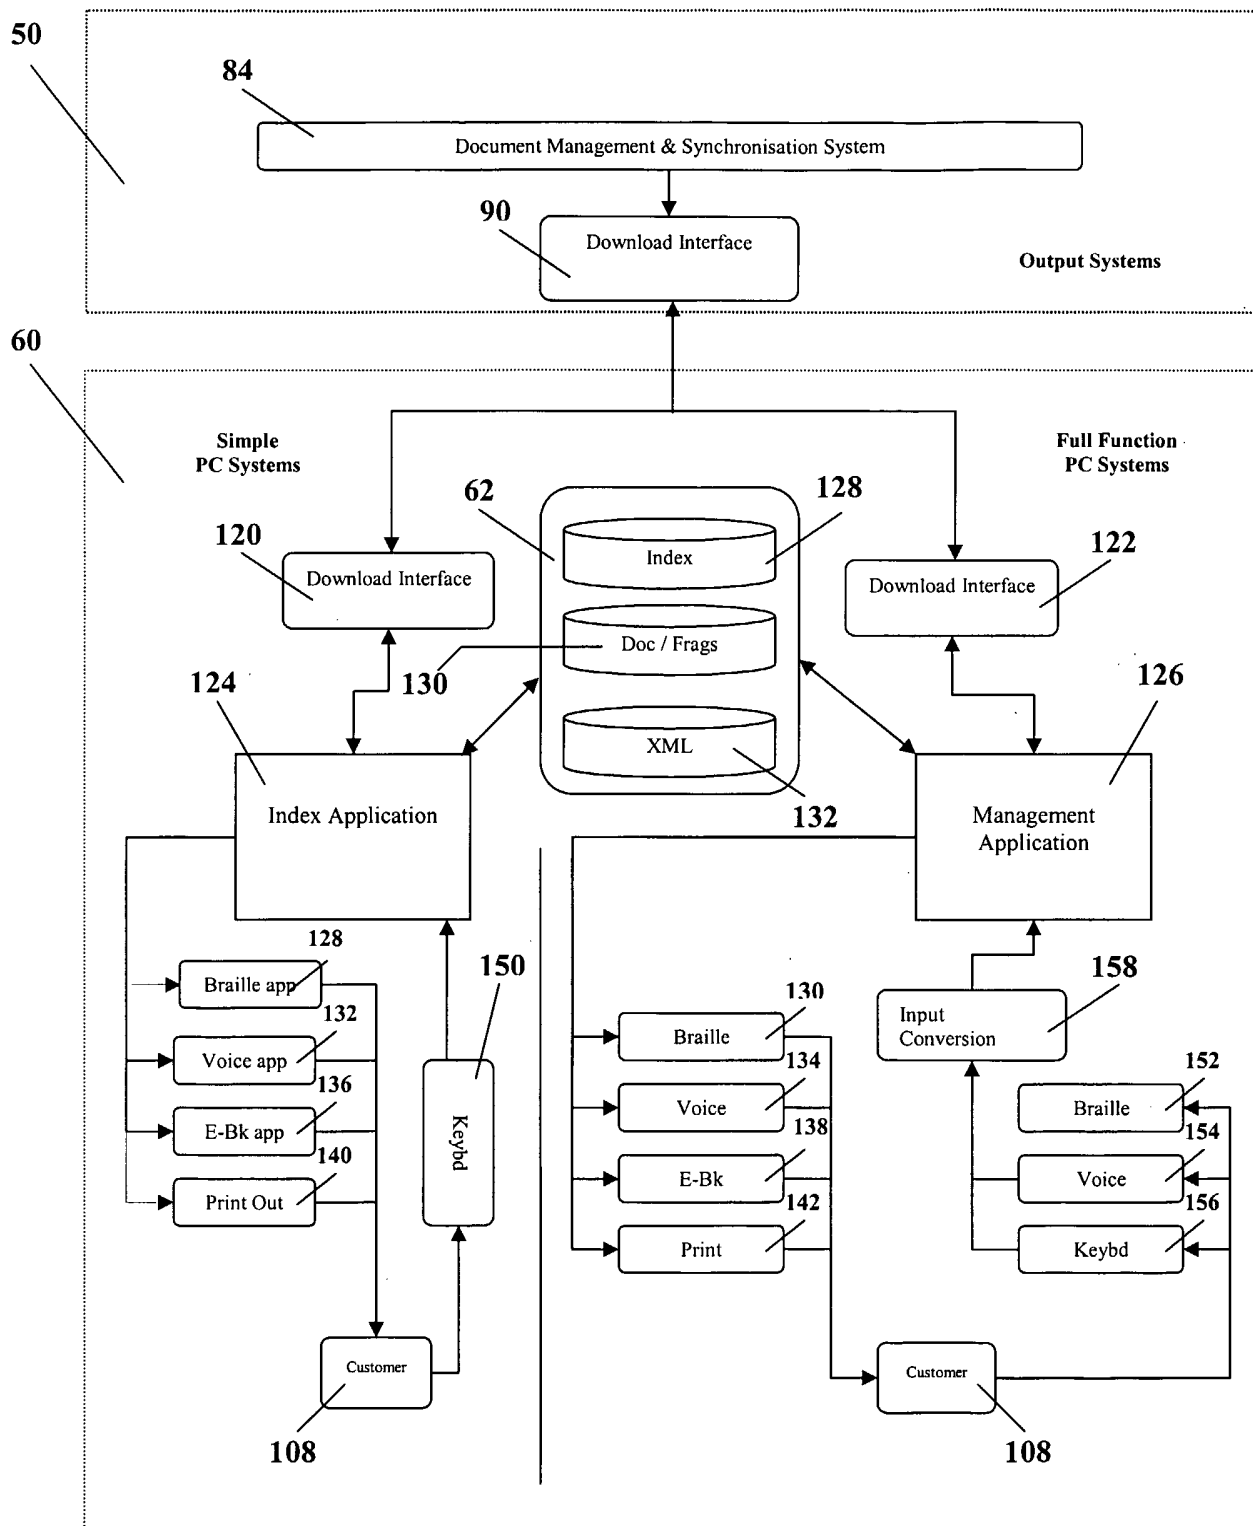 50
84
Document Management & Synchronisation System
90
Download Interface
Output Systems
60
Simple
PC Systems
Full Function
PC Systems
62
128
120
Index
122
Download Interface
Download Interface
Doc / Frags
124
130
126
XML
132
Index Application
Management
Application
128
Braille app
150
158
132
130
Input
Conversion
Voice app
Braille
134
152
136
Keybd
Voice
Braille
E-Bk app
138
154
140
E-Bk
Voice
Print Out
142
156
Print
Keybd
Customer
Customer
108
108